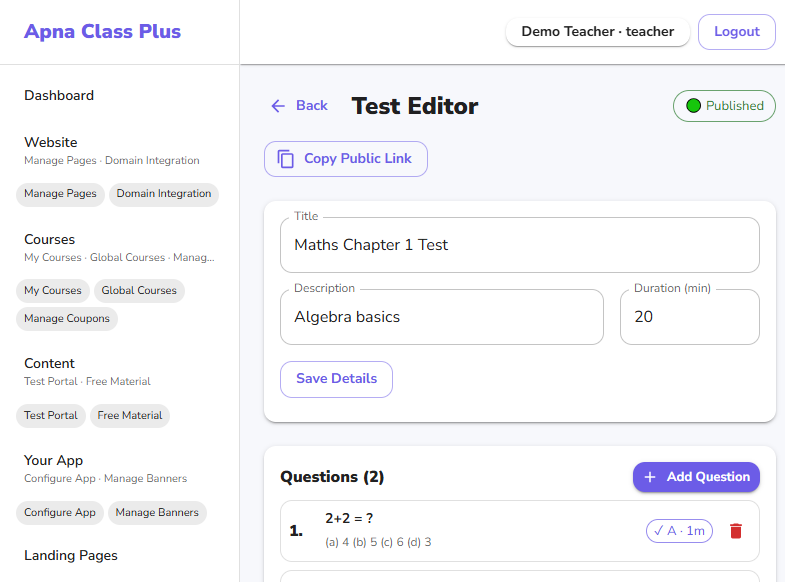 Apna Class Plus
Demo Teacher · teacher
Logout
Dashboard
Website
Manage Pages · Domain Integration
Manage Pages
Domain Integration
Courses
My Courses · Global Courses · Manag...
My Courses
Global Courses
Manage Coupons
Content
Test Portal · Free Material
Test Portal
Free Material
Your App
Configure App · Manage Banners
Configure App
Manage Banners
Landing Pages
Back
Test Editor
Published
Copy Public Link
Title
Maths Chapter 1 Test
Description
Algebra basics
Duration (min)
20
Save Details
Questions (2)
Add Question
1.
2+2 = ?
(a) 4 (b) 5 (c) 6 (d) 3
✓ A · 1m